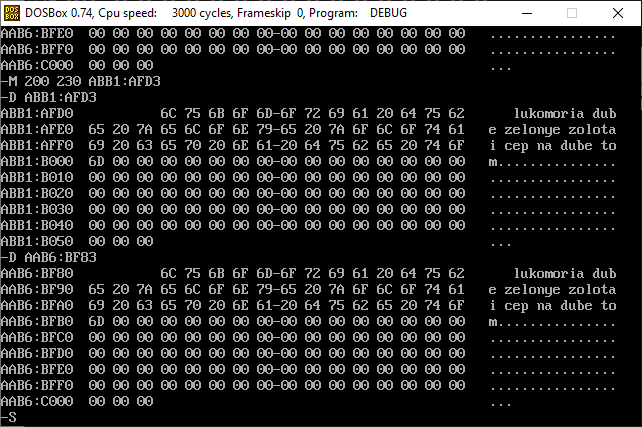 DOSBox 0.74, Cpu speed: 3000 cycles, Frameskip 0, Program: DEBUG
AAB6:BFE0 00 00 00 00 00 00 00 00-00 00 00 00 00 00 00 00 ................
AAB6:BFF0 00 00 00 00 00 00 00 00-00 00 00 00 00 00 00 00 ................
AAB6:C000 00 00 00 ...
-M 200 230 ABB1:AFD3
-D ABB1:AFD3
ABB1:AFD0 6C 75 6B 6F 6D-6F 72 69 61 20 64 75 62 lukomoria dub
ABB1:AFE0 65 20 7A 65 6C 6F 6E 79-65 20 7A 6F 6C 6F 74 61 e zelonye zolota
ABB1:AFF0 69 20 63 65 70 20 6E 61-20 64 75 62 65 20 74 6F i cep na dube to
ABB1:B000 6D 00 00 00 00 00 00 00-00 00 00 00 00 00 00 00 m...............
ABB1:B010 00 00 00 00 00 00 00 00-00 00 00 00 00 00 00 00 ................
ABB1:B020 00 00 00 00 00 00 00 00-00 00 00 00 00 00 00 00 ................
ABB1:B030 00 00 00 00 00 00 00 00-00 00 00 00 00 00 00 00 ................
ABB1:B040 00 00 00 00 00 00 00 00-00 00 00 00 00 00 00 00 ................
ABB1:B050 00 00 00 ...
-D AAB6:BF83
AAB6:BF80 6C 75 6B 6F 6D-6F 72 69 61 20 64 75 62 lukomoria dub
AAB6:BF90 65 20 7A 65 6C 6F 6E 79-65 20 7A 6F 6C 6F 74 61 e zelonye zolota
AAB6:BFA0 69 20 63 65 70 20 6E 61-20 64 75 62 65 20 74 6F i cep na dube to
AAB6:BFB0 6D 00 00 00 00 00 00 00-00 00 00 00 00 00 00 00 m...............
AAB6:BFC0 00 00 00 00 00 00 00 00-00 00 00 00 00 00 00 00 ................
AAB6:BFD0 00 00 00 00 00 00 00 00-00 00 00 00 00 00 00 00 ................
AAB6:BFE0 00 00 00 00 00 00 00 00-00 00 00 00 00 00 00 00 ................
AAB6:BFF0 00 00 00 00 00 00 00 00-00 00 00 00 00 00 00 00 ................
AAB6:C000 00 00 00 ...
-S